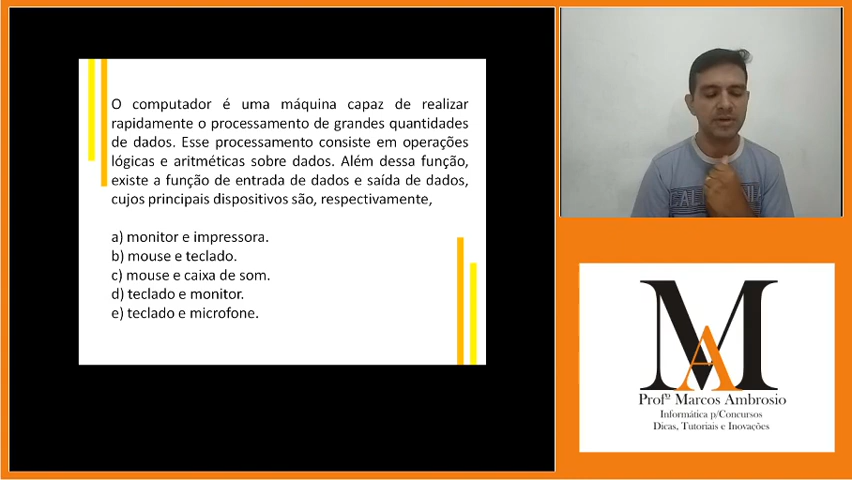 O computador é uma máquina capaz de realizar
rapidamente o processamento de grandes quantidades
de dados. Esse processamento consiste em operações
lógicas e aritméticas sobre dados. Além dessa função,
existe a função de entrada de dados e saída de dados,
cujos principais dispositivos são, respectivamente,
a) monitor e impressora.
b) mouse e teclado.
c) mouse e caixa de som.
d) teclado e monitor.
e) teclado e microfone.
MA
Profº Marcos Ambrosio
Informática p/Concursos
Dicas, Tutoriais e Inovações